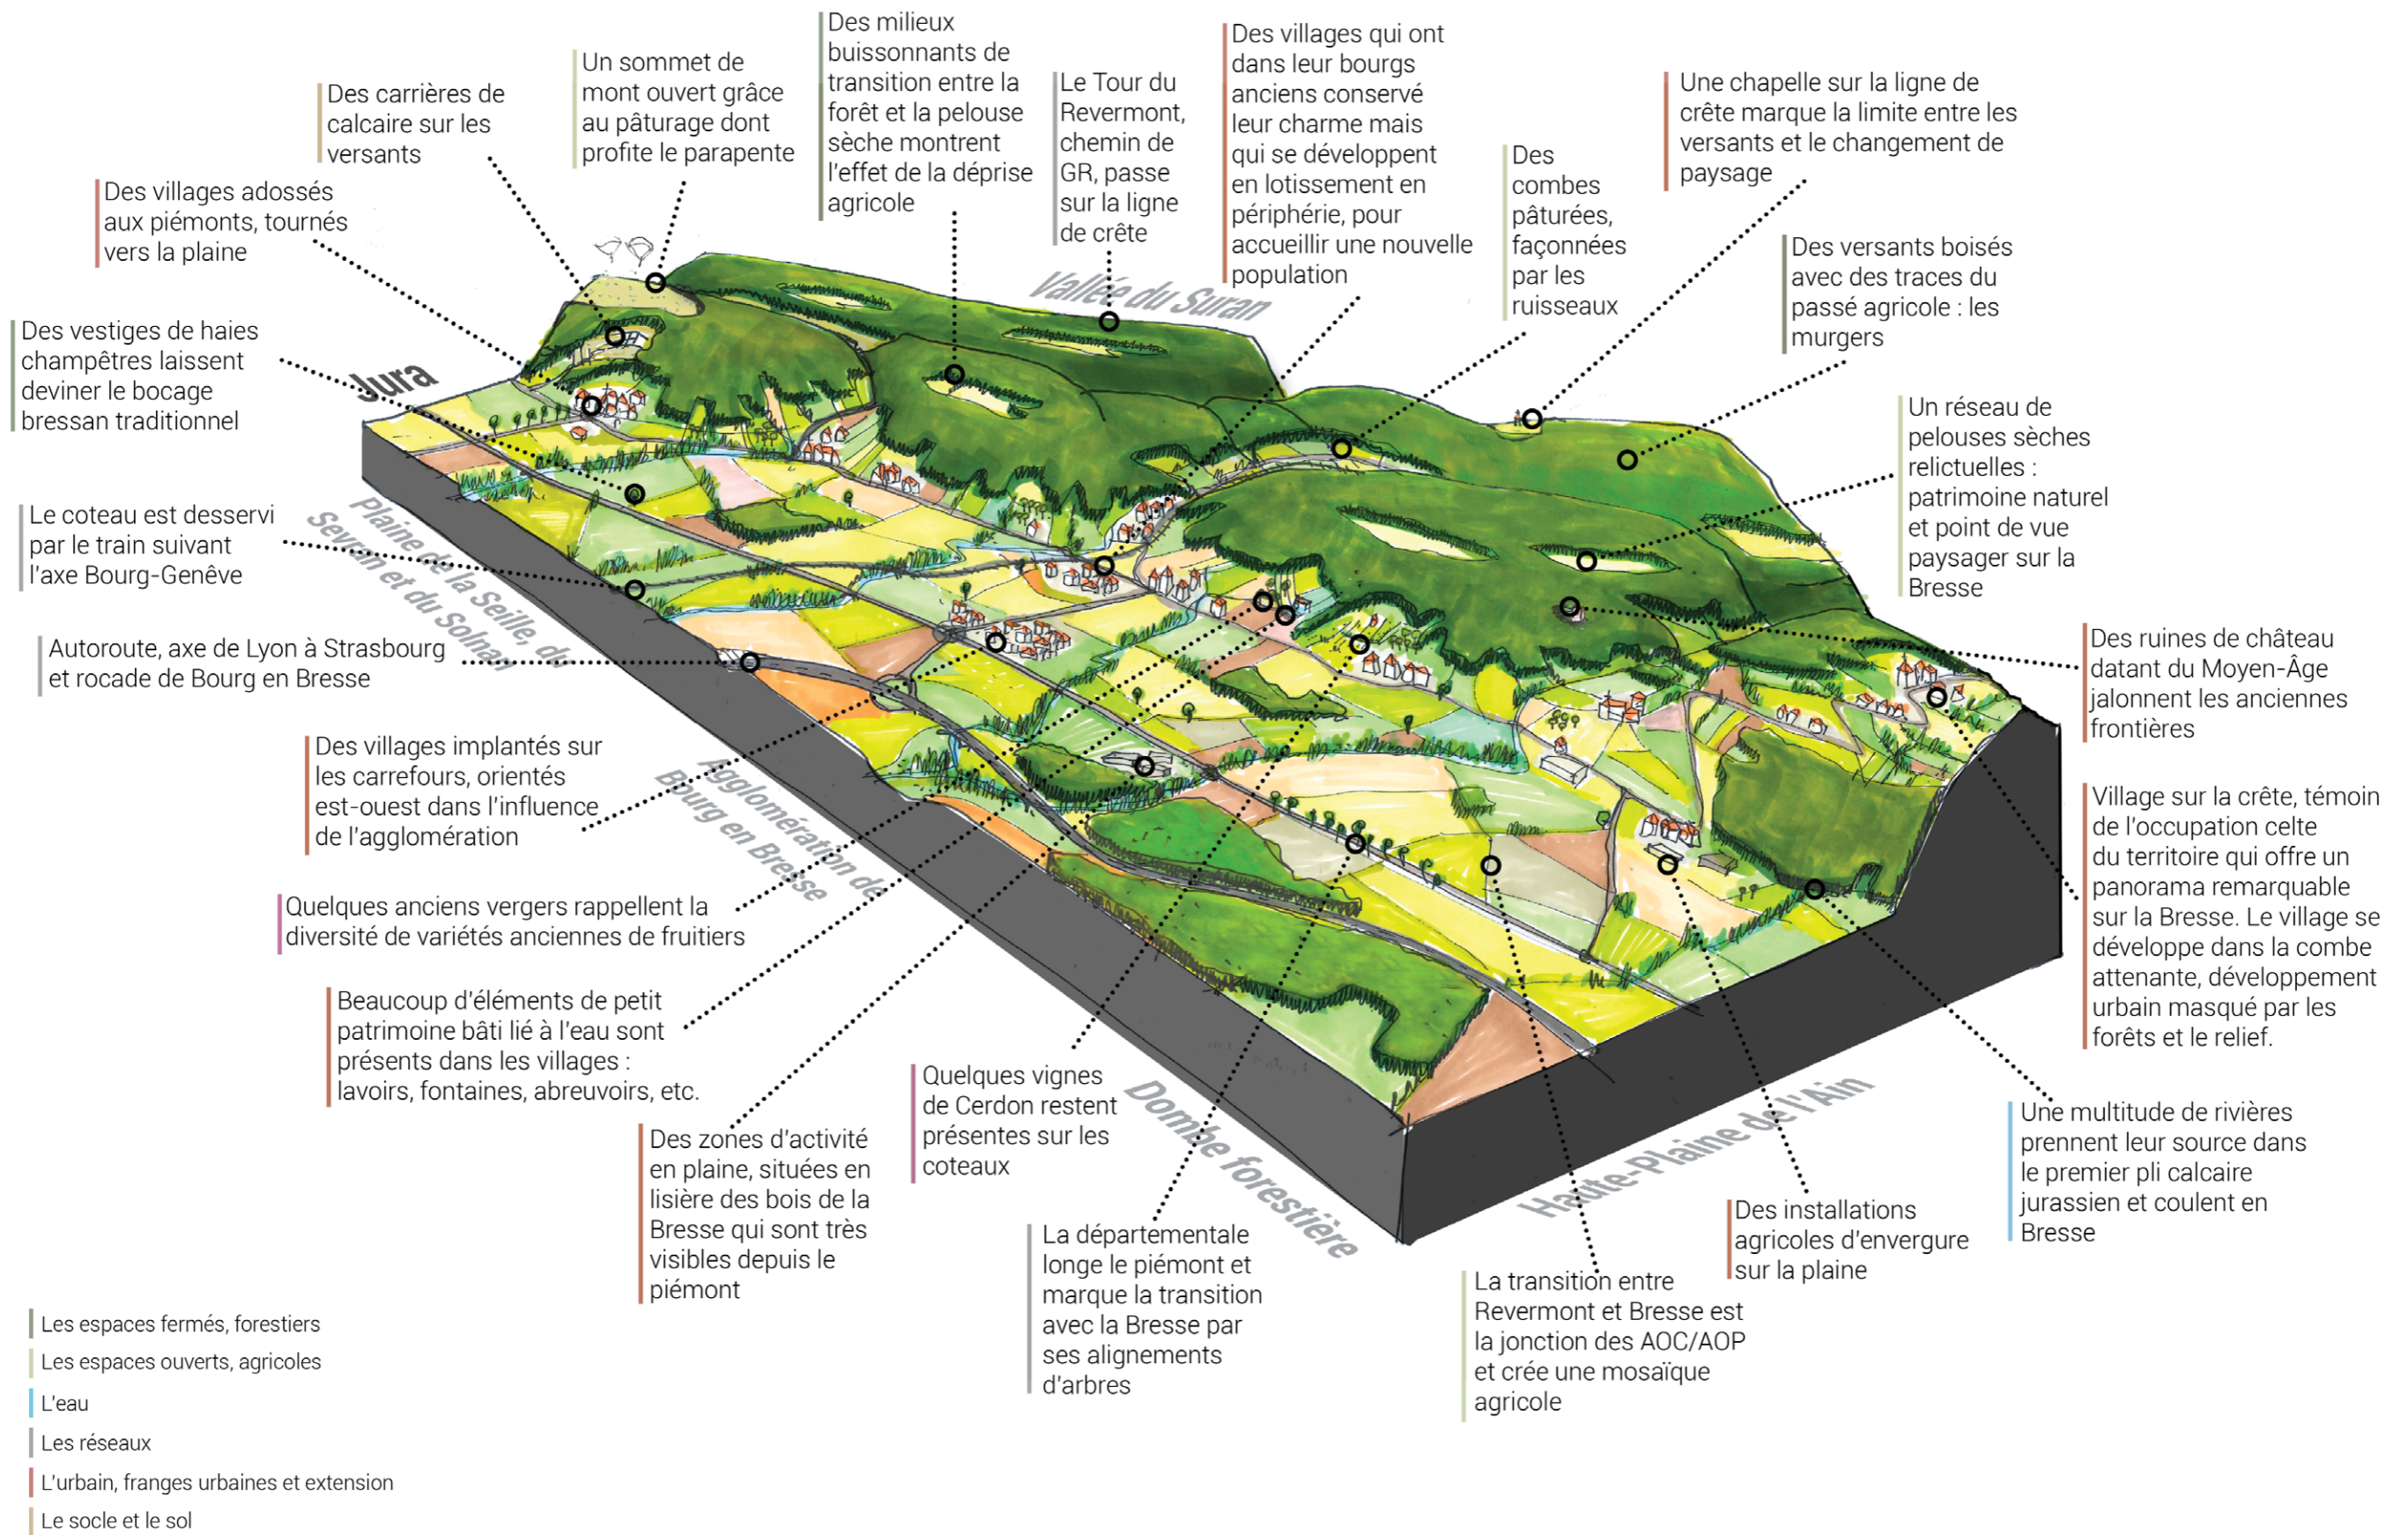 Des milieux
buissonnants de
transition entre la
forêt et la pelouse
sèche montrent
l'effet de la déprise
agricole
Un sommet de
mont ouvert grâce
au pâturage dont
profite le parapente
Des carrières de
calcaire sur les
versants
Des villages adossés
aux piémonts, tournés
vers la plaine
Le Tour du
Revermont,
chemin de
GR, passe
sur la ligne
de crête
Des villages qui ont
dans leur bourgs
anciens conservé
leur charme mais
qui se développent
en lotissement en
périphérie, pour
accueillir une nouvelle
population
Des
combes
pâturées,
façonnées
par les
ruisseaux
Une chapelle sur la ligne de
crête marque la limite entre les
versants et le changement de
paysage
Des versants boisés
avec des traces du
passé agricole : les
murgers
Vallée du Suran
Jura
Des vestiges de haies
champêtres laissent
deviner le bocage
bressan traditionnel
Un réseau de
pelouses sèches
relictuelles :
patrimoine naturel
et point de vue
paysager sur la
Bresse
Le coteau est desservi
par le train suivant
l'axe Bourg-Genêve
Plaine de la Seille, du
Sevron et du Solnan
Autoroute, axe de Lyon à Strasbourg
et rocade de Bourg en Bresse
Des ruines de château
datant du Moyen-Âge
jalonnent les anciennes
frontières
Des villages implantés sur
les carrefours, orientés
est-ouest dans l'influence
de l'agglomération
Agglomération de
Bourg en Bresse
Village sur la crête, témoin
de l'occupation celte
du territoire qui offre un
panorama remarquable
sur la Bresse. Le village se
développe dans la combe
attenante, développement
urbain masqué par les
forêts et le relief.
Quelques anciens vergers rappellent la
diversité de variétés anciennes de fruitiers
Beaucoup d'éléments de petit
patrimoine bâti lié à l'eau sont
présents dans les villages :
lavoirs, fontaines, abreuvoirs, etc.
Des zones d'activité
en plaine, situées en
lisière des bois de la
Bresse qui sont très
visibles depuis le
piémont
Quelques vignes
de Cerdon restent
présentes sur les
coteaux
Dombe forestière
Haute-Plaine de l'Ain
Une multitude de rivières
prennent leur source dans
le premier pli calcaire
jurassien et coulent en
Bresse
Des installations
agricoles d'envergure
sur la plaine
La départementale
longe le piémont et
marque la transition
avec la Bresse par
ses alignements
d'arbres
La transition entre
Revermont et Bresse est
la jonction des AOC/AOP
et crée une mosaïque
agricole
Les espaces fermés, forestiers
Les espaces ouverts, agricoles
L'eau
Les réseaux
L'urbain, franges urbaines et extension
Le socle et le sol